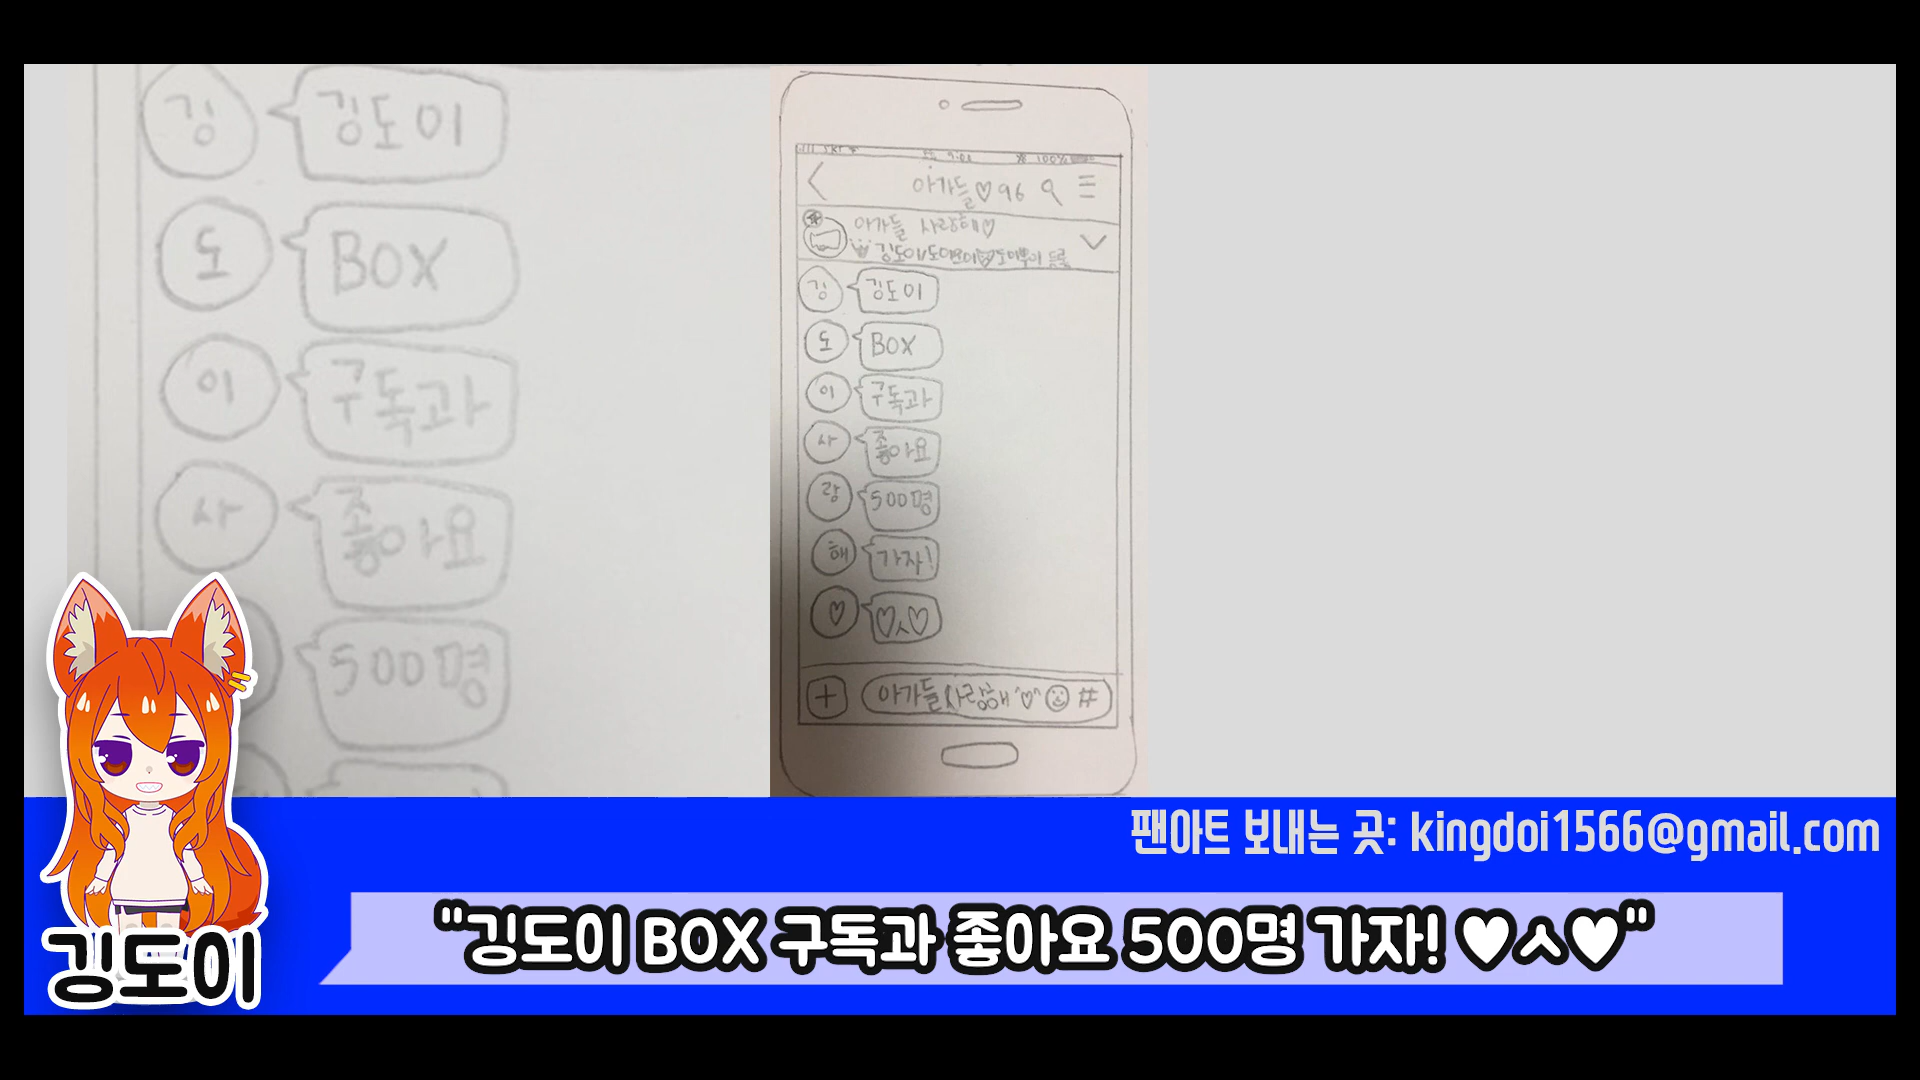 깅 깅도이
도 BOX
이 구독과
사 좋아요
500명
9:01 100%
아가들♡96
아가들 사랑해♡
깅 깅도이
도 BOX
이 구독과
사 좋아요
랑 500명
해 가자!
♡ ♡ㅅ♡
+ 아가들사랑해^♡^ #
팬아트 보내는 곳: kingdoi1566@gmail.com
"깅도이 BOX 구독과 좋아요 500명 가자! ♥ㅅ♥"
깅도이